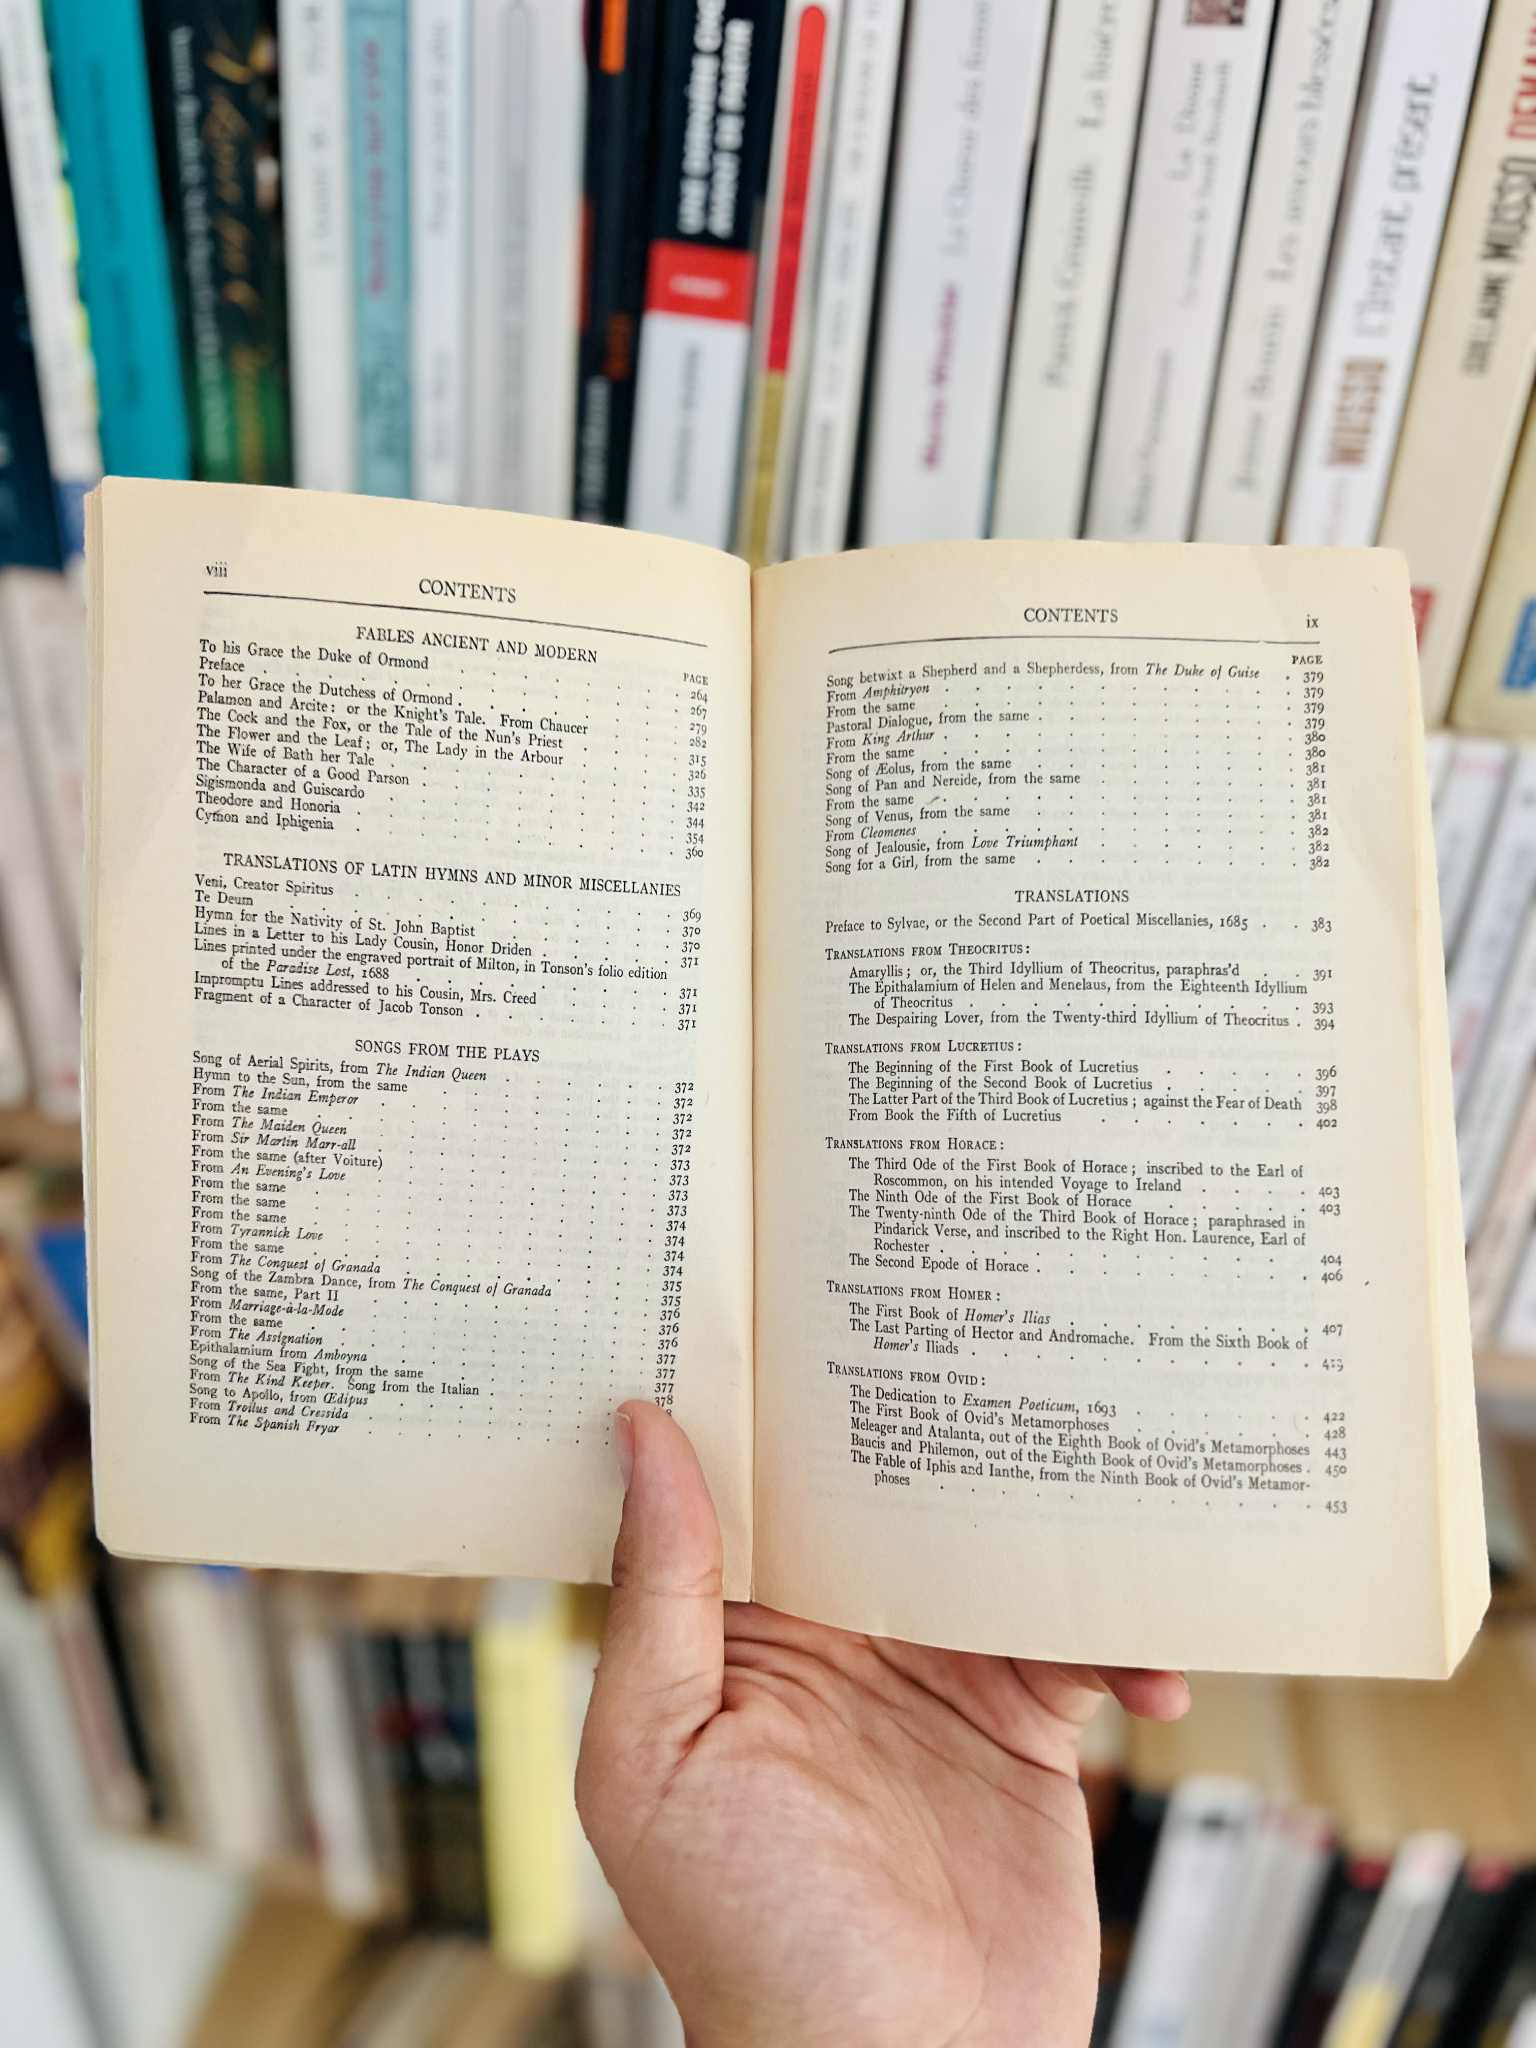 UNE DERNIÈRE
AVANT DE PARTIR
Marie Vareille
La Chaise
Patrick
La lisière
La Datcha
Les amours blessées
MUSSO
L'instant présent
GUILLAUME MUSSO
DEMAIN
viii
CONTENTS
FABLES ANCIENT AND MODERN
PAGE
To his Grace the Duke of Ormond . . . . . . . . 264
Preface . . . . . . . . . . . . . 267
To her Grace the Dutchess of Ormond . . . . . . . . 279
Palamon and Arcite: or the Knight's Tale. From Chaucer . . . 282
The Cock and the Fox, or the Tale of the Nun's Priest . . . . 315
The Flower and the Leaf; or, The Lady in the Arbour . . . . 326
The Wife of Bath her Tale . . . . . . . . . . 335
The Character of a Good Parson . . . . . . . . . 342
Sigismonda and Guiscardo . . . . . . . . . . 344
Theodore and Honoria . . . . . . . . . . . 354
Cymon and Iphigenia . . . . . . . . . . . 360
TRANSLATIONS OF LATIN HYMNS AND MINOR MISCELLANIES
Veni, Creator Spiritus . . . . . . . . . . . 369
Te Deum . . . . . . . . . . . . . 370
Hymn for the Nativity of St. John Baptist . . . . . . 370
Lines in a Letter to his Lady Cousin, Honor Driden . . . . . 371
Lines printed under the engraved portrait of Milton, in Tonson's folio edition
of the Paradise Lost, 1688 . . . . . . . . . 371
Impromptu Lines addressed to his Cousin, Mrs. Creed . . . . 371
Fragment of a Character of Jacob Tonson . . . . . . . 371
SONGS FROM THE PLAYS
Song of Aerial Spirits, from The Indian Queen . . . . . . 372
Hymn to the Sun, from the same . . . . . . . . 372
From The Indian Emperor . . . . . . . . . . 372
From the same . . . . . . . . . . . . 372
From The Maiden Queen . . . . . . . . . . 372
From Sir Martin Marr-all . . . . . . . . . . 373
From the same (after Voiture) . . . . . . . . . 373
From An Evening's Love . . . . . . . . . . 373
From the same . . . . . . . . . . . . 373
From the same . . . . . . . . . . . . 374
From the same . . . . . . . . . . . . 374
From Tyrannick Love . . . . . . . . . . . 374
From the same . . . . . . . . . . . . 374
From The Conquest of Granada . . . . . . . . . 375
Song of the Zambra Dance, from The Conquest of Granada . . . 375
From the same, Part II . . . . . . . . . . 376
From Marriage-à-la-Mode . . . . . . . . . . 376
From the same . . . . . . . . . . . . 376
From The Assignation . . . . . . . . . . . 377
Epithalamium from Amboyna . . . . . . . . . 377
Song of the Sea Fight, from the same . . . . . . . 377
From The Kind Keeper. Song from the Italian . . . . . . 378
Song to Apollo, from Œdipus . . . . . . . . .
From Troilus and Cressida . . . . . . . . .
From The Spanish Fryar . . . . . . . . .
CONTENTS
ix
PAGE
Song betwixt a Shepherd and a Shepherdess, from The Duke of Guise . 379
From Amphitryon . . . . . . . . . . . . 379
From the same . . . . . . . . . . . . 379
Pastoral Dialogue, from the same . . . . . . . . . 379
From King Arthur . . . . . . . . . . . . 380
From the same . . . . . . . . . . . . 380
Song of Æolus, from the same . . . . . . . . . 381
Song of Pan and Nereide, from the same . . . . . . . 381
From the same . . . . . . . . . . . . 381
Song of Venus, from the same . . . . . . . . . 381
From Cleomenes . . . . . . . . . . . . 382
Song of Jealousie, from Love Triumphant . . . . . . . 382
Song for a Girl, from the same . . . . . . . . . 382
TRANSLATIONS
Preface to Sylvae, or the Second Part of Poetical Miscellanies, 1685 . . 383
TRANSLATIONS FROM THEOCRITUS:
Amaryllis; or, the Third Idyllium of Theocritus, paraphras'd . . 391
The Epithalamium of Helen and Menelaus, from the Eighteenth Idyllium
of Theocritus . . . . . . . . . . . 393
The Despairing Lover, from the Twenty-third Idyllium of Theocritus . 394
TRANSLATIONS FROM LUCRETIUS:
The Beginning of the First Book of Lucretius . . . . . 396
The Beginning of the Second Book of Lucretius . . . . . 397
The Latter Part of the Third Book of Lucretius; against the Fear of Death 398
From Book the Fifth of Lucretius . . . . . . . 402
TRANSLATIONS FROM HORACE:
The Third Ode of the First Book of Horace; inscribed to the Earl of
Roscommon, on his intended Voyage to Ireland . . . . 403
The Ninth Ode of the First Book of Horace . . . . . 403
The Twenty-ninth Ode of the Third Book of Horace; paraphrased in
Pindarick Verse, and inscribed to the Right Hon. Laurence, Earl of
Rochester . . . . . . . . . . . . 404
The Second Epode of Horace . . . . . . . . . 406
TRANSLATIONS FROM HOMER:
The First Book of Homer's Ilias . . . . . . . . 407
The Last Parting of Hector and Andromache. From the Sixth Book of
Homer's Iliads . . . . . . . . . . . 419
TRANSLATIONS FROM OVID:
The Dedication to Examen Poeticum, 1693 . . . . . . 422
The First Book of Ovid's Metamorphoses . . . . . . 428
Meleager and Atalanta, out of the Eighth Book of Ovid's Metamorphoses 443
Baucis and Philemon, out of the Eighth Book of Ovid's Metamorphoses . 450
The Fable of Iphis and Ianthe, from the Ninth Book of Ovid's Metamor-
phoses . . . . . . . . . . . 453